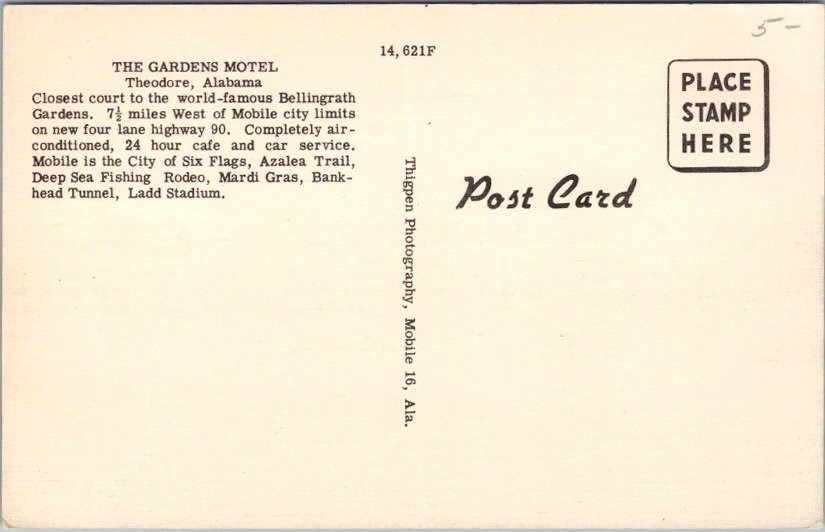 THE GARDENS MOTEL
Theodore, Alabama
Closest court to the world-famous Bellingrath
Gardens. 7½ miles West of Mobile city limits
on new four lane highway 90. Completely air-
conditioned, 24 hour cafe and car service.
Mobile is the City of Six Flags, Azalea Trail,
Deep Sea Fishing Rodeo, Mardi Gras, Bank-
head Tunnel, Ladd Stadium.
14,621F
Thigpen Photography, Mobile 16, Ala.
5-
PLACE
STAMP
HERE
Post Card